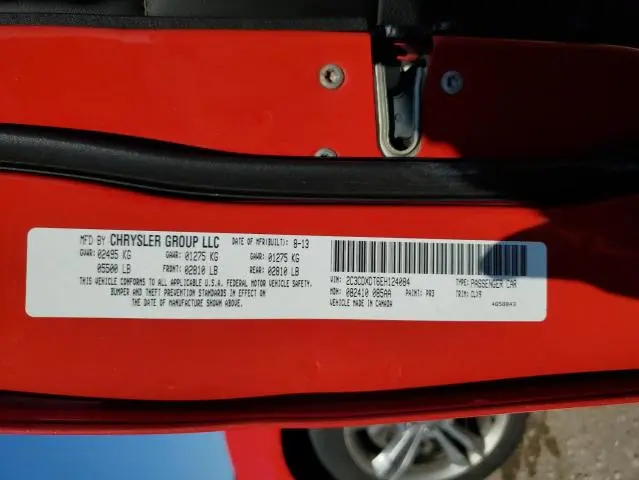 MFD BY CHRYSLER GROUP LLC DATE OF MFR(BUILT): 8-13
GVWR: 02495 KG GAWR: 01275 KG GAWR: 01275 KG
05500 LB FRONT: 02810 LB REAR: 02810 LB
THIS VEHICLE CONFORMS TO ALL APPLICABLE U.S.A. FEDERAL MOTOR VEHICLE SAFETY,
BUMPER AND THEFT PREVENTION STANDARDS IN EFFECT ON
THE DATE OF MANUFACTURE SHOWN ABOVE.
VIN: 2C3CDXDT6EH124084 TYPE: PASSENGER CAR
MDH: 082410 085AA PAINT: PR3 TRIM: CLX9
VEHICLE MADE IN CANADA 4658843